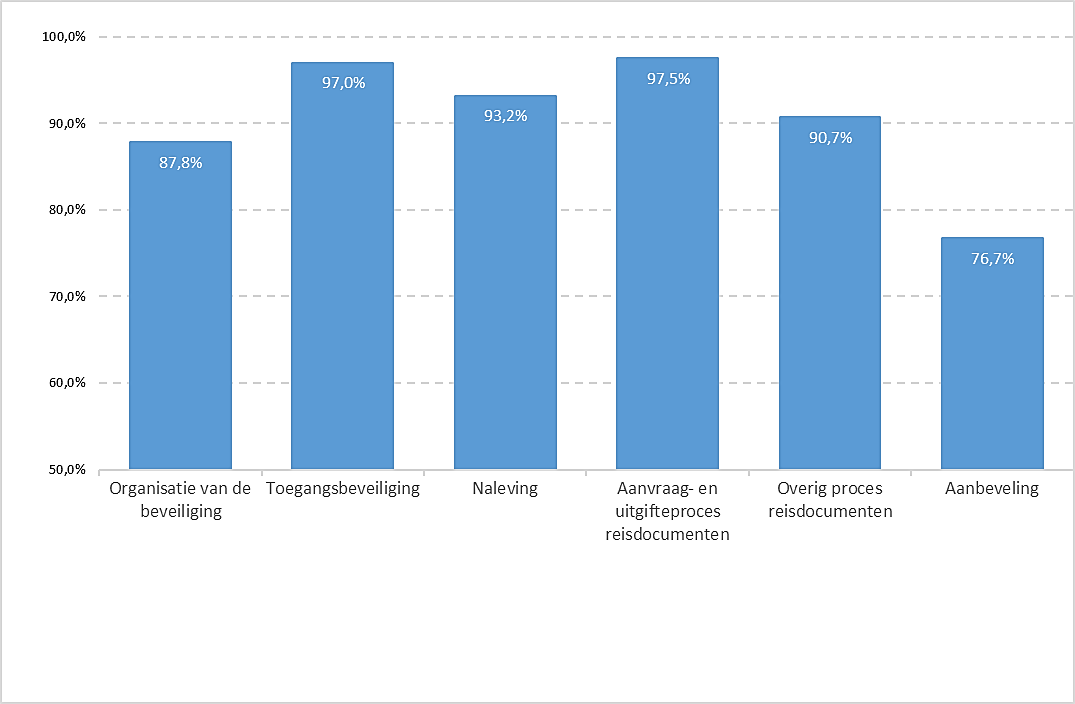 100,0%
90,0%
80,0%
70,0%
60,0%
50,0%
87,8%
97,0%
93,2%
97,5%
90,7%
76,7%
Organisatie van de
beveiliging
Toegangsbeveiliging
Naleving
Aanvraag- en
uitgifteproces
reisdocumenten
Overig proces
reisdocumenten
Aanbeveling